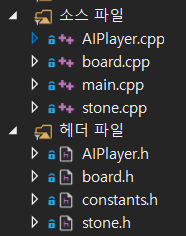 소스 파일
AIPlayer.cpp
board.cpp
main.cpp
stone.cpp
헤더 파일
AIPlayer.h
board.h
constants.h
stone.h